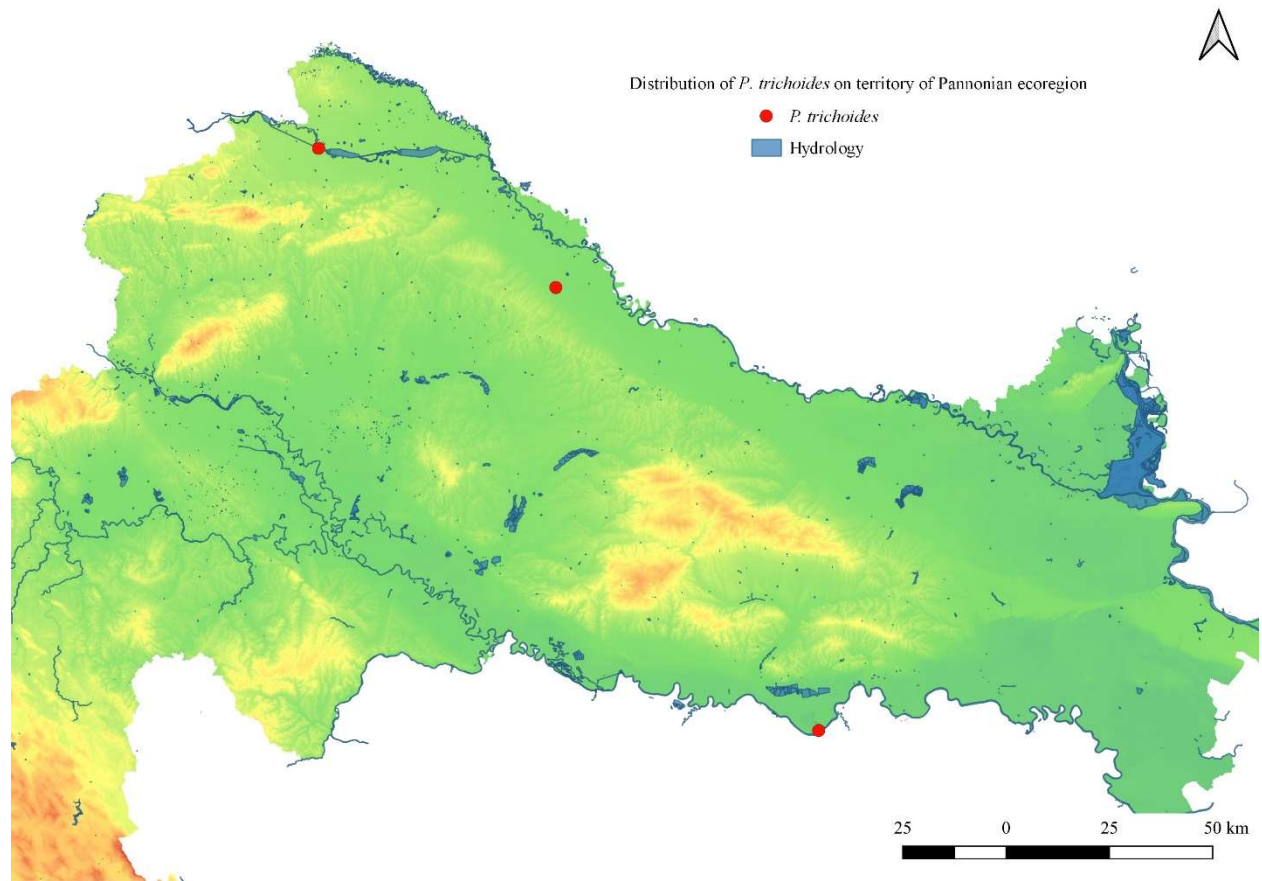 Distribution of P. trichoides on territory of Pannonian ecoregion
P. trichoides
Hydrology
25 0 25 50 km